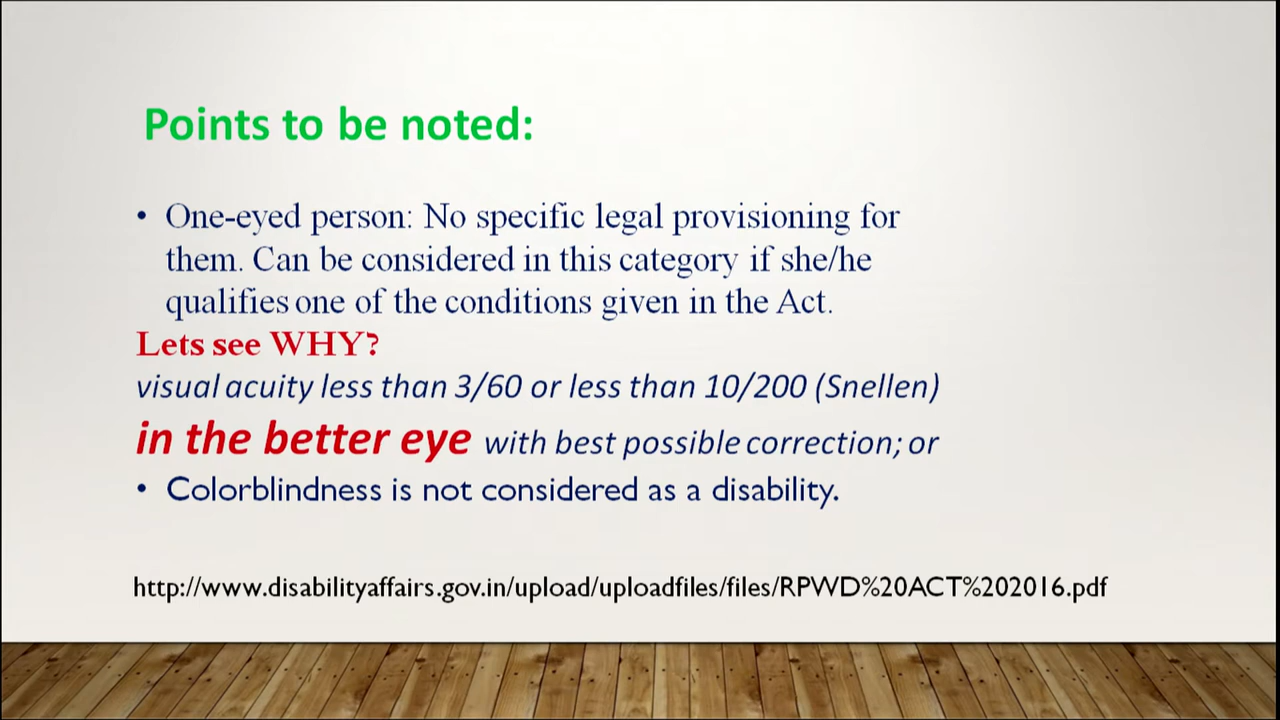 Points to be noted:
• One-eyed person: No specific legal provisioning for
them. Can be considered in this category if she/he
qualifies one of the conditions given in the Act.
Lets see WHY?
visual acuity less than 3/60 or less than 10/200 (Snellen)
in the better eye with best possible correction; or
• Colorblindness is not considered as a disability.
http://www.disabilityaffairs.gov.in/upload/uploadfiles/files/RPWD%20ACT%202016.pdf